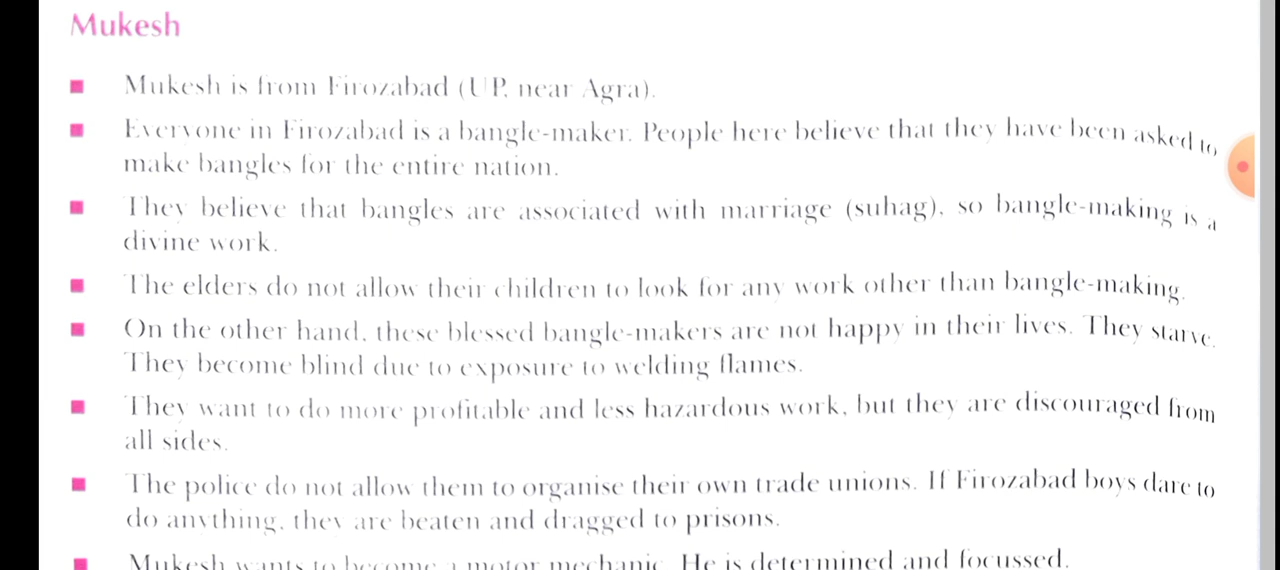 Mukesh
Mukesh is from Firozabad (UP, near Agra).
Everyone in Firozabad is a bangle-maker. People here believe that they have been asked to
make bangles for the entire nation.
They believe that bangles are associated with marriage (suhag), so bangle-making is a
divine work.
The elders do not allow their children to look for any work other than bangle-making.
On the other hand, these blessed bangle-makers are not happy in their lives. They starve.
They become blind due to exposure to welding flames.
They want to do more profitable and less hazardous work, but they are discouraged from
all sides.
The police do not allow them to organise their own trade unions. If Firozabad boys dare to
do anything, they are beaten and dragged to prisons.
Mukesh wants to become a motor mechanic. He is determined and focussed.